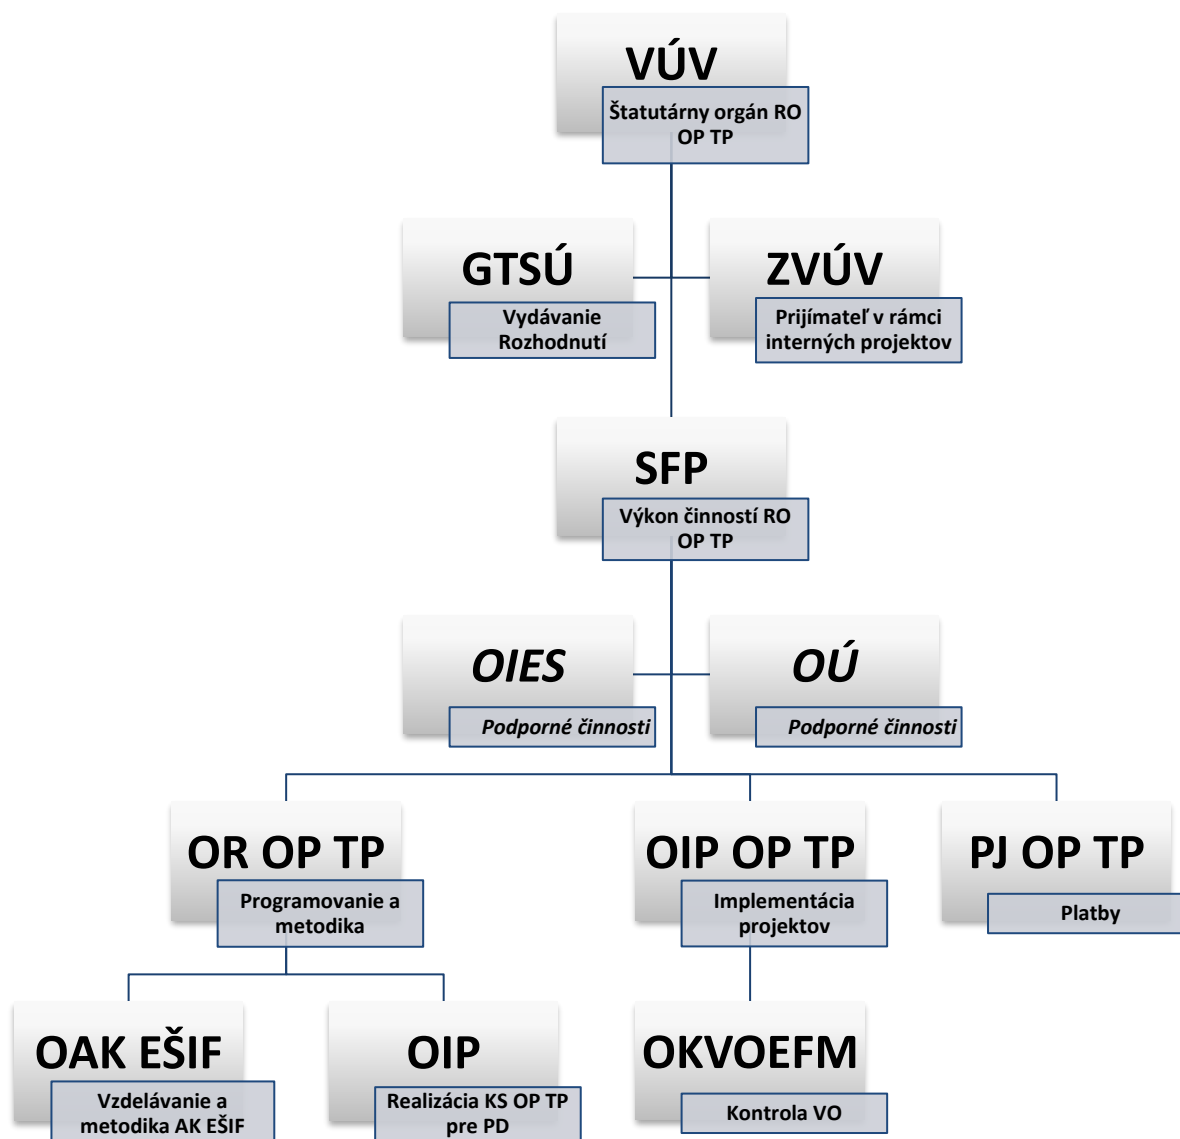 VÚV
Štatutárny orgán RO
OP TP
GTSÚ
Vydávanie
Rozhodnutí
ZVÚV
Prijímateľ v rámci
interných projektov
SFP
Výkon činností RO
OP TP
OIES
Podporné činnosti
OÚ
Podporné činnosti
OR OP TP
Programovanie a
metodika
OIP OP TP
Implementácia
projektov
PJ OP TP
Platby
OAK EŠIF
Vzdelávanie a
metodika AK EŠIF
OIP
Realizácia KS OP TP
pre PD
OKVOEFM
Kontrola VO